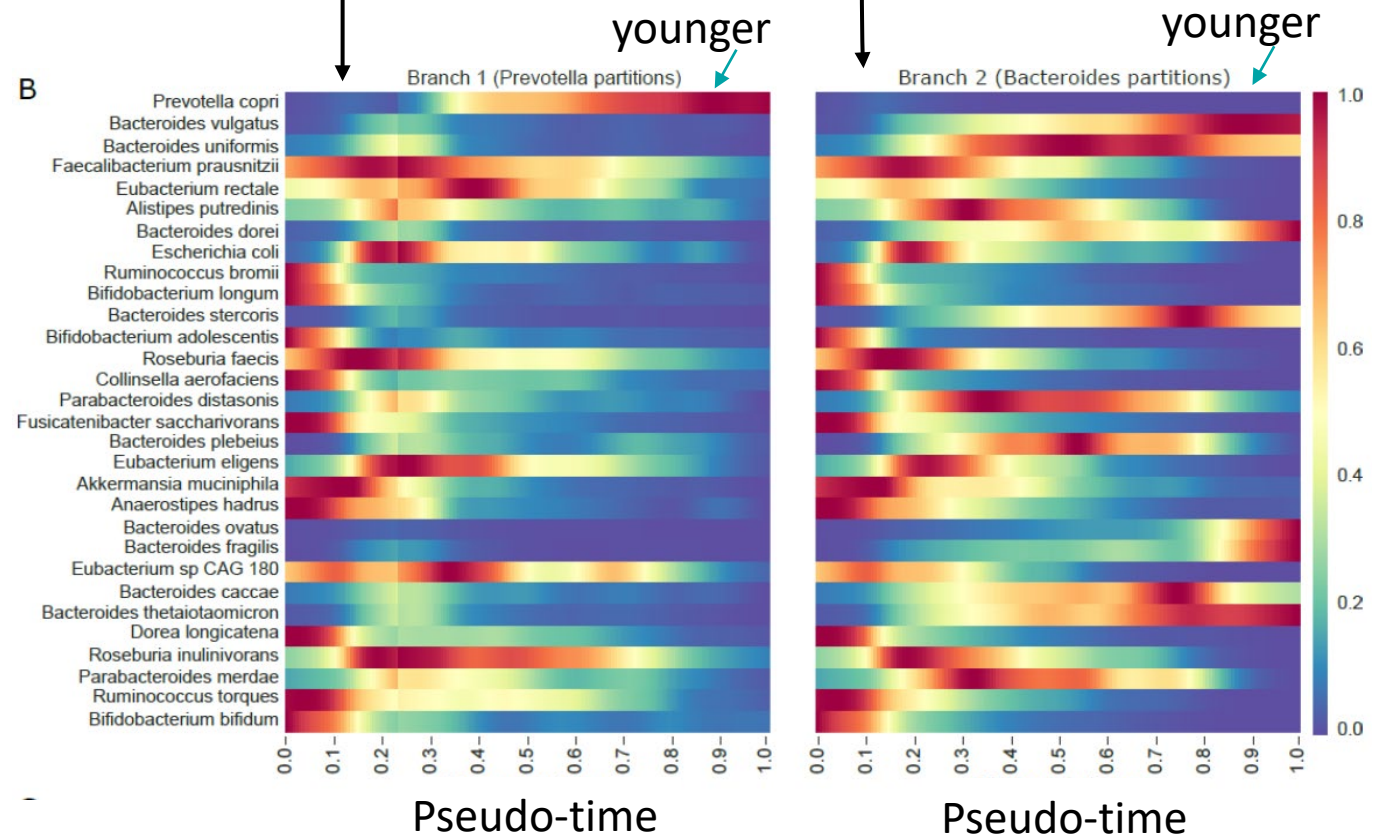 younger
younger
B
Branch 1 (Prevotella partitions)
Branch 2 (Bacteroides partitions)
Prevotella copri
Bacteroides vulgatus
Bacteroides uniformis
Faecalibacterium prausnitzii
Eubacterium rectale
Alistipes putredinis
Bacteroides dorei
Escherichia coli
Ruminococcus bromii
Bifidobacterium longum
Bacteroides stercoris
Bifidobacterium adolescentis
Roseburia faecis
Collinsella aerofaciens
Parabacteroides distasonis
Fusicatenibacter saccharivorans
Bacteroides plebeius
Eubacterium eligens
Akkermansia muciniphila
Anaerostipes hadrus
Bacteroides ovatus
Bacteroides fragilis
Eubacterium sp CAG 180
Bacteroides caccae
Bacteroides thetaiotaomicron
Dorea longicatena
Roseburia inulinivorans
Parabacteroides merdae
Ruminococcus torques
Bifidobacterium bifidum
1.0
0.8
0.6
0.4
0.2
0.0
0.0 0.1 0.2 0.3 0.4 0.5 0.6 0.7 0.8 0.9 1.0
0.0 0.1 0.2 0.3 0.4 0.5 0.6 0.7 0.8 0.9 1.0
Pseudo-time
Pseudo-time